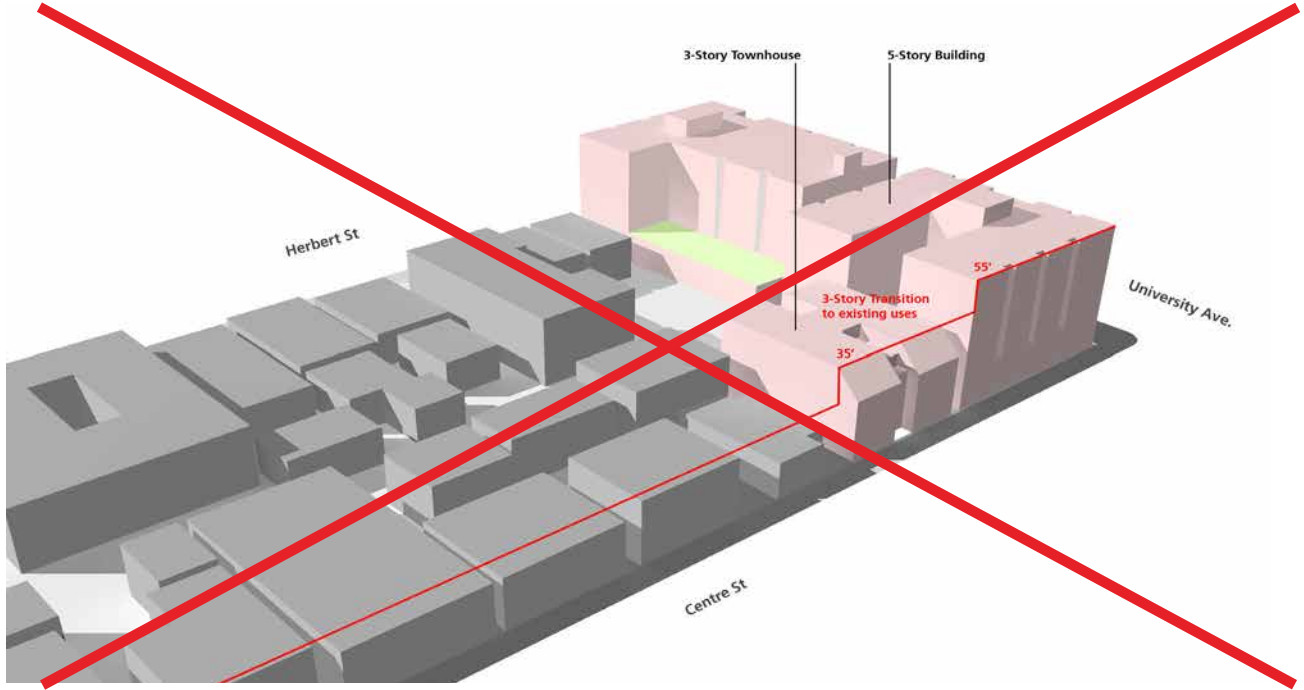 3-Story Townhouse
5-Story Building
Herbert St
55'
University Ave.
3-Story Transition
to existing uses
35'
Centre St